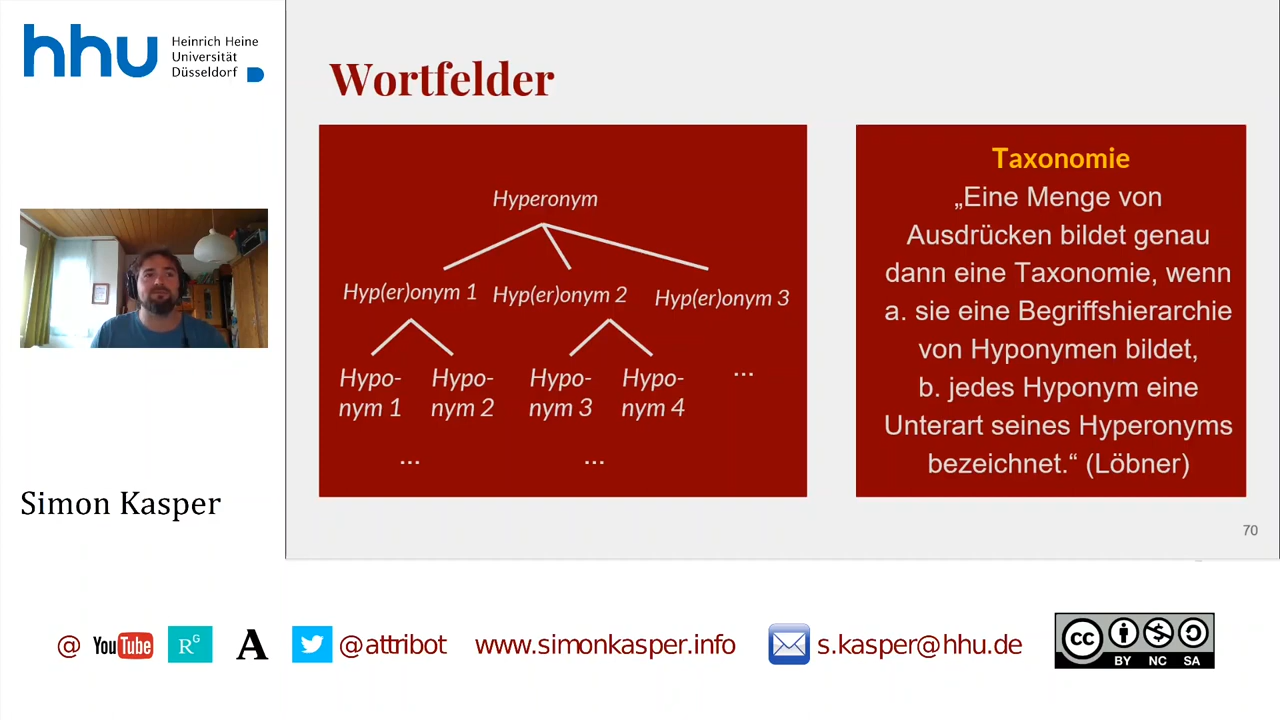 hhu
Heinrich Heine
Universität
Düsseldorf
Simon Kasper
Wortfelder
Hyperonym
Hyp(er)onym 1 Hyp(er)onym 2 Hyp(er)onym 3
Hypo- Hypo- Hypo- Hypo- ...
nym 1 nym 2 nym 3 nym 4
... ...
Taxonomie
„Eine Menge von
Ausdrücken bildet genau
dann eine Taxonomie, wenn
a. sie eine Begriffshierarchie
von Hyponymen bildet,
b. jedes Hyponym eine
Unterart seines Hyperonyms
bezeichnet.“ (Löbner)
70
@ YouTube RG A @attribot www.simonkasper.info s.kasper@hhu.de cc BY NC SA